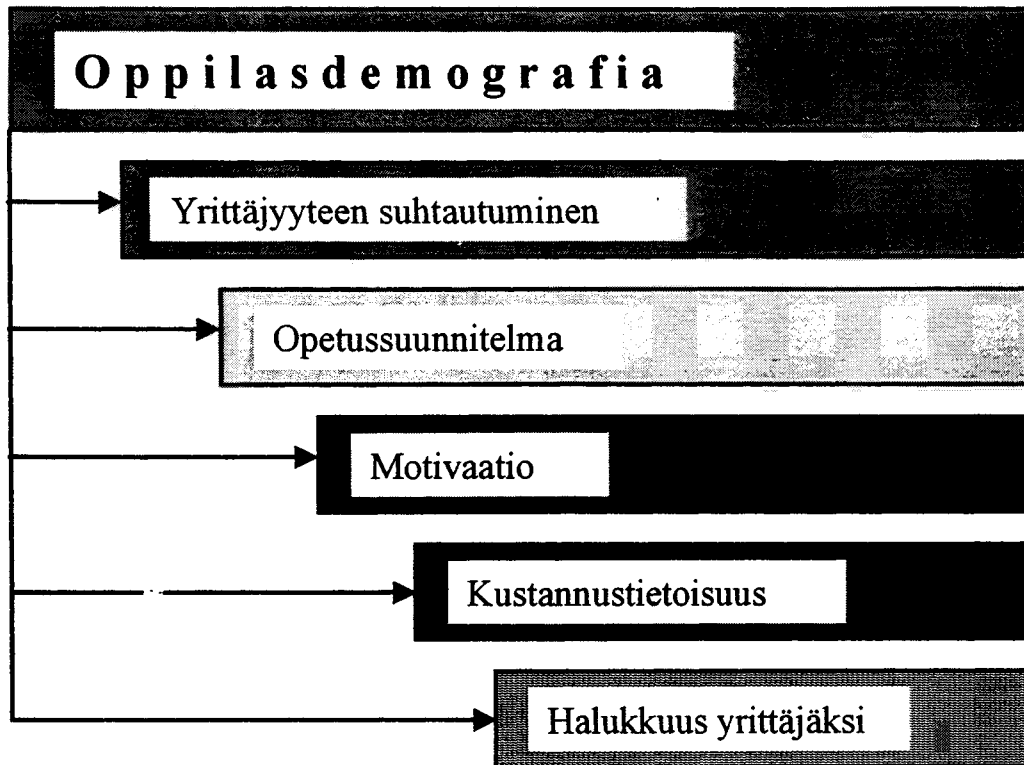 Oppilasdemografia
Yrittäjyyteen suhtautuminen
Opetussuunnitelma
Motivaatio
Kustannustietoisuus
Halukkuus yrittäjäksi